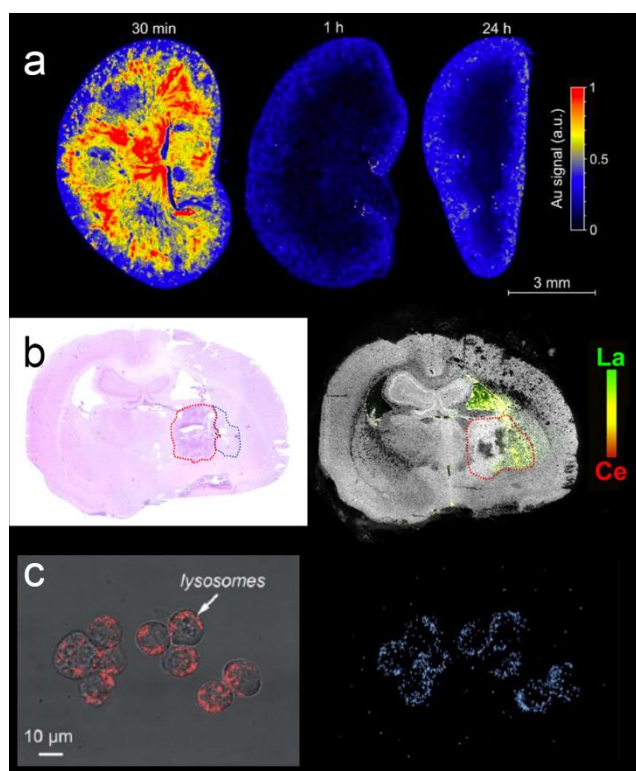 30 min 1 h 24 h
a
1
0.5
0
Au signal (a.u.)
3 mm
b
La
Ce
c
lysosomes
10 µm